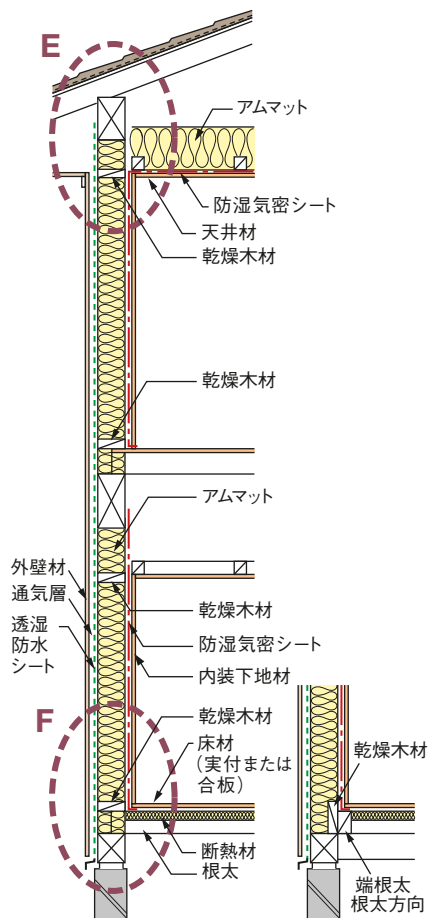 E
アムマット
防湿気密シート
天井材
乾燥木材
乾燥木材
アムマット
外壁材
通気層
透湿
防水
シート
乾燥木材
防湿気密シート
内装下地材
F
乾燥木材
床材
(実付または
合板)
断熱材
根太
乾燥木材
端根太
根太方向